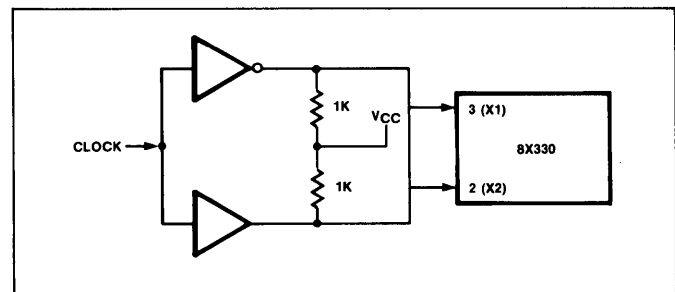 1K
VCC
3 (X1)
CLOCK
8X330
1K
2 (X2)